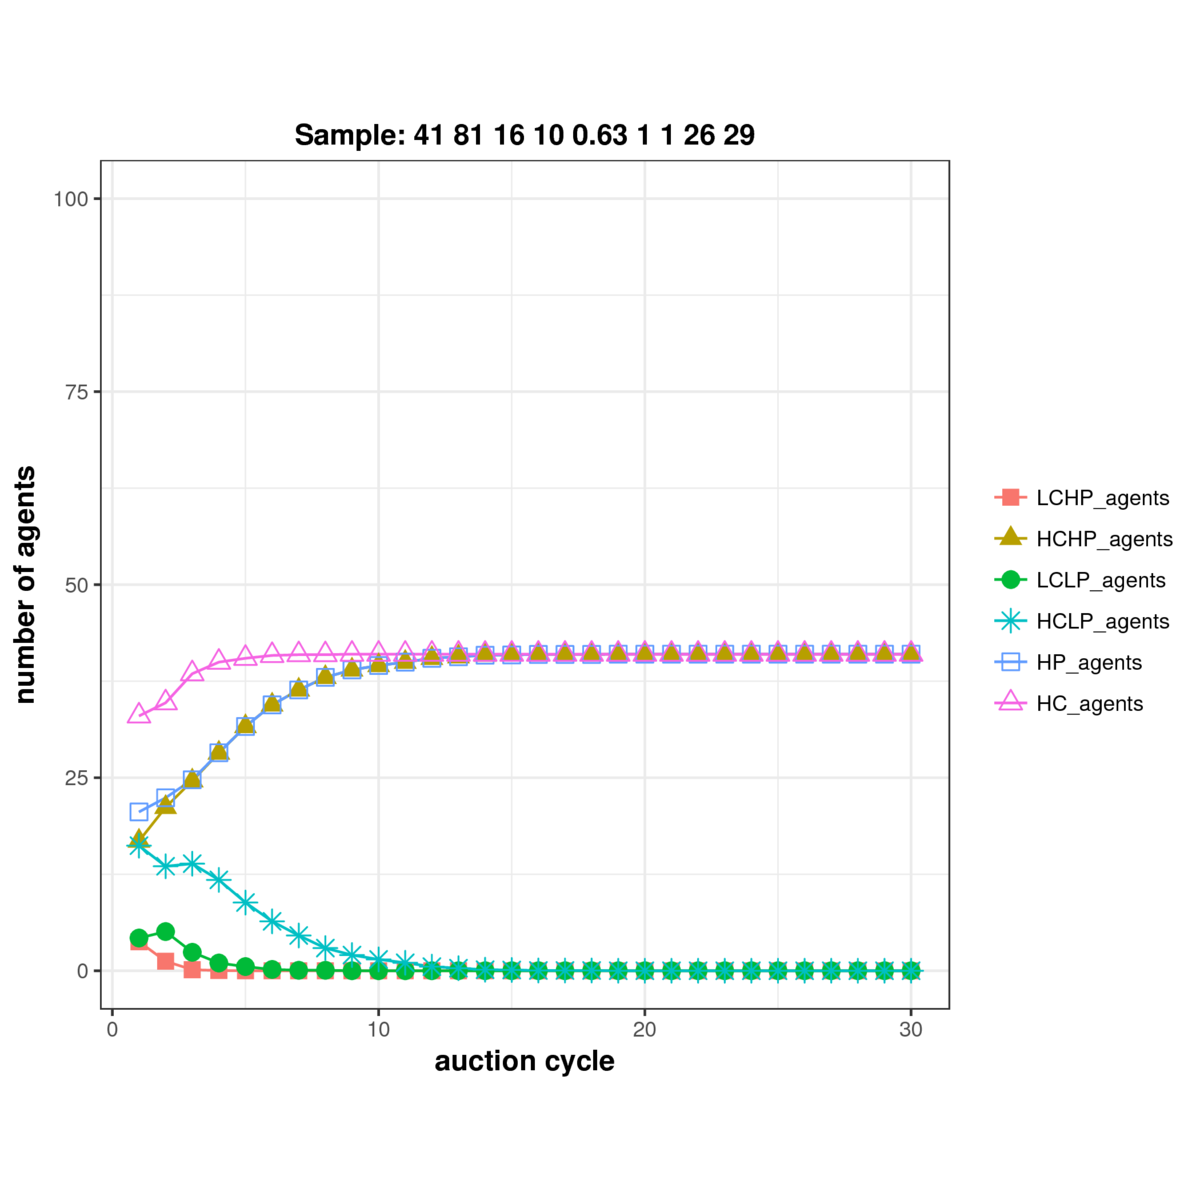 Sample: 41 81 16 10 0.63 1 1 26 29
100
75
50
25
0
number of agents
0 10 20 30
auction cycle
LCHP_agents
HCHP_agents
LCLP_agents
HCLP_agents
HP_agents
HC_agents